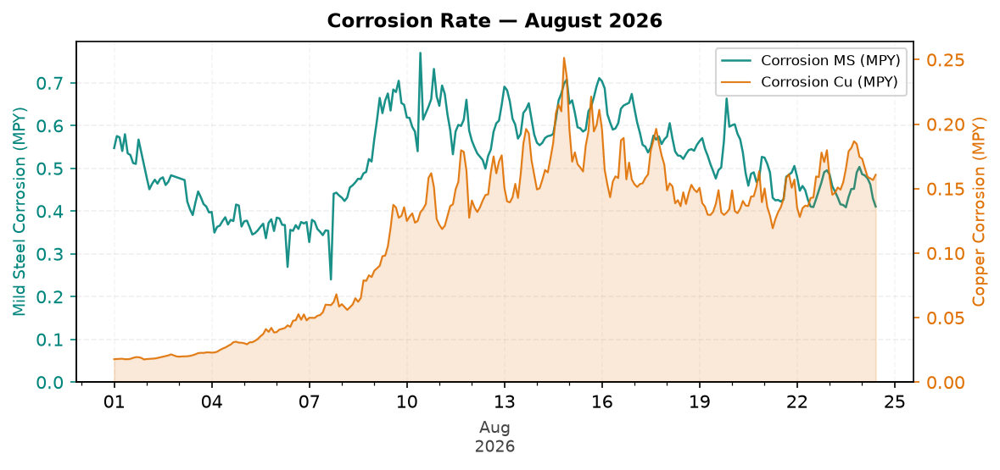 Corrosion Rate — August 2026
Mild Steel Corrosion (MPY)
0.7
0.6
0.5
0.4
0.3
0.2
0.1
0.0
Corrosion MS (MPY)
Corrosion Cu (MPY)
0.25
0.20
0.15
0.10
0.05
0.00
Copper Corrosion (MPY)
01 04 07 10 13 16 19 22 25
Aug
2026